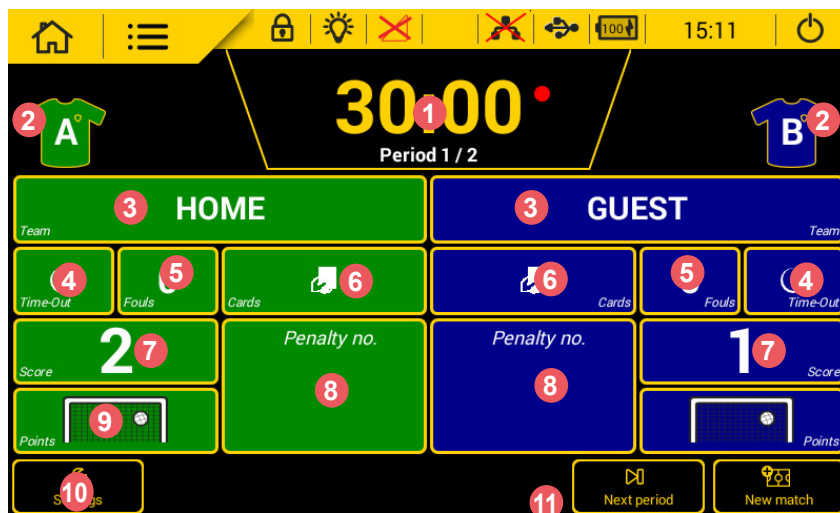 100
15:11
30:00
1
Period 1 / 2
2
A
B
2
3
HOME
Team
3
GUEST
Team
4
Time-Out
5
Fouls
6
Cards
6
Cards
5
Fouls
4
Time-Out
2
7
Score
Penalty no.
8
Penalty no.
8
1
7
Score
9
Points
Points
10
11
Next period
New match